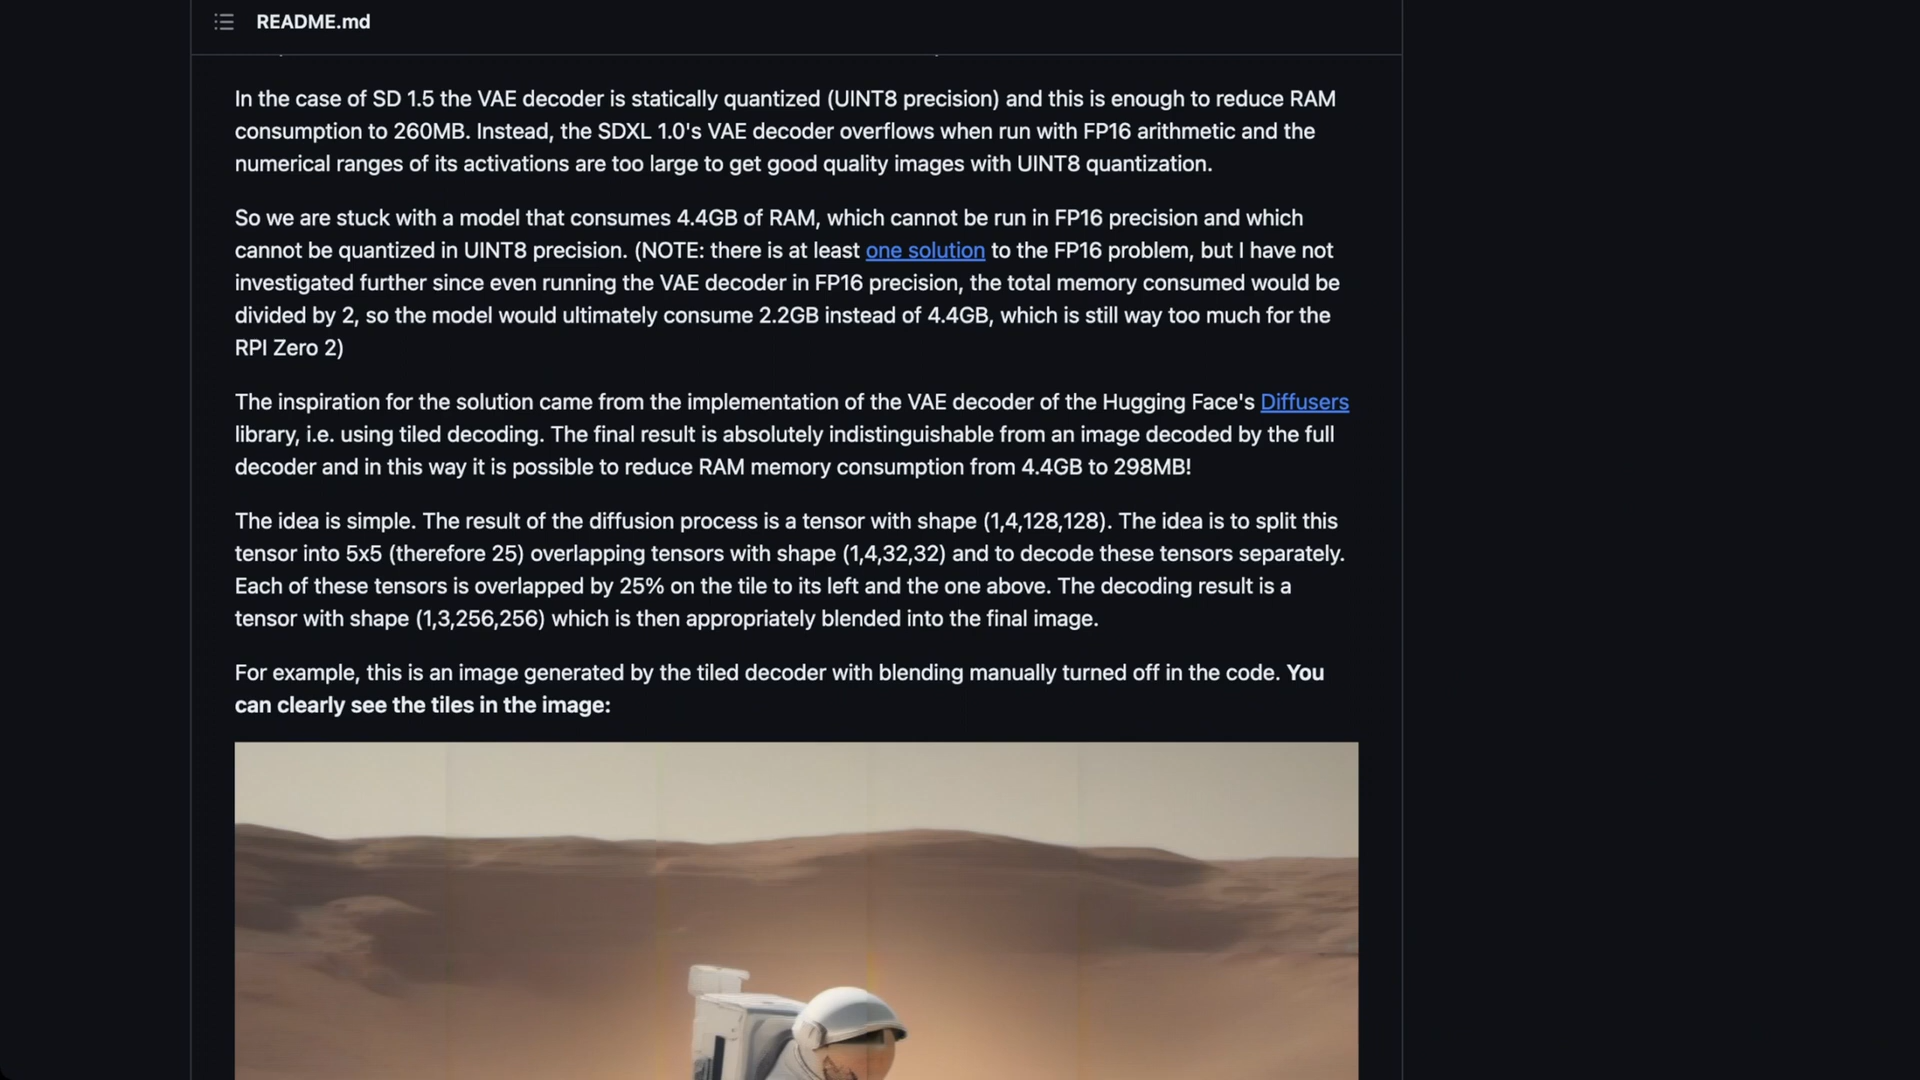 README.md
In the case of SD 1.5 the VAE decoder is statically quantized (UINT8 precision) and this is enough to reduce RAM
consumption to 260MB. Instead, the SDXL 1.0's VAE decoder overflows when run with FP16 arithmetic and the
numerical ranges of its activations are too large to get good quality images with UINT8 quantization.
So we are stuck with a model that consumes 4.4GB of RAM, which cannot be run in FP16 precision and which
cannot be quantized in UINT8 precision. (NOTE: there is at least one solution to the FP16 problem, but I have not
investigated further since even running the VAE decoder in FP16 precision, the total memory consumed would be
divided by 2, so the model would ultimately consume 2.2GB instead of 4.4GB, which is still way too much for the
RPI Zero 2)
The inspiration for the solution came from the implementation of the VAE decoder of the Hugging Face's Diffusers
library, i.e. using tiled decoding. The final result is absolutely indistinguishable from an image decoded by the full
decoder and in this way it is possible to reduce RAM memory consumption from 4.4GB to 298MB!
The idea is simple. The result of the diffusion process is a tensor with shape (1,4,128,128). The idea is to split this
tensor into 5x5 (therefore 25) overlapping tensors with shape (1,4,32,32) and to decode these tensors separately.
Each of these tensors is overlapped by 25% on the tile to its left and the one above. The decoding result is a
tensor with shape (1,3,256,256) which is then appropriately blended into the final image.
For example, this is an image generated by the tiled decoder with blending manually turned off in the code. You
can clearly see the tiles in the image: